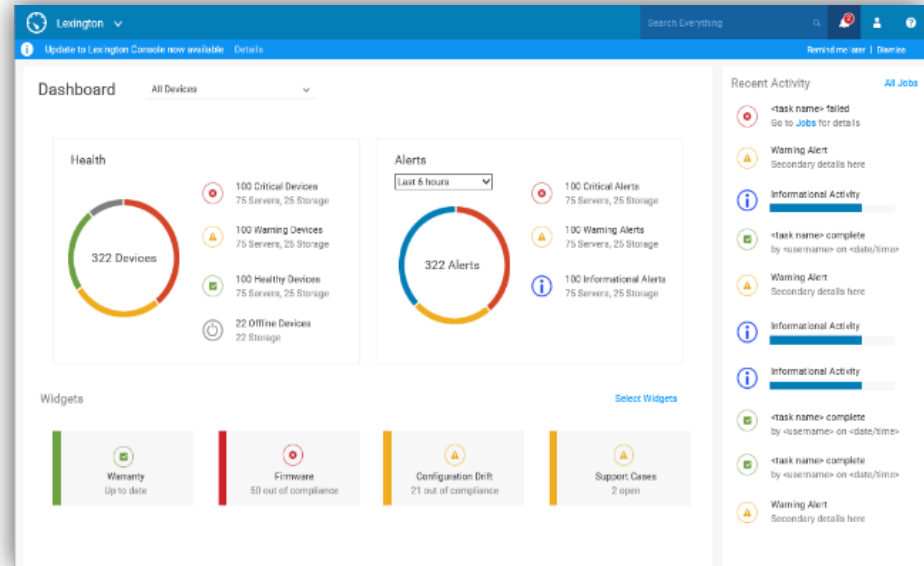 Lexington
Search Everything
2
Update to Lexington Console now available Details
Remind me later | Dismiss
Dashboard
All Devices
Health
322 Devices
100 Critical Devices
75 Servers, 25 Storage
100 Warning Devices
75 Servers, 25 Storage
100 Healthy Devices
75 Servers, 25 Storage
22 Offline Devices
22 Storage
Alerts
Last 6 hours
322 Alerts
100 Critical Alerts
75 Servers, 25 Storage
100 Warning Alerts
75 Servers, 25 Storage
100 Informational Alerts
75 Servers, 25 Storage
Widgets
Select Widgets
Warranty
Up to date
Firmware
50 out of compliance
Configuration Drift
21 out of compliance
Support Cases
2 open
Recent Activity
All Jobs
<task name> failed
Go to Jobs for details
Warning Alert
Secondary details here
Informational Activity
<task name> complete
by <username> on <date/time>
Warning Alert
Secondary details here
Informational Activity
Informational Activity
<task name> complete
by <username> on <date/time>
<task name> complete
by <username> on <date/time>
Warning Alert
Secondary details here